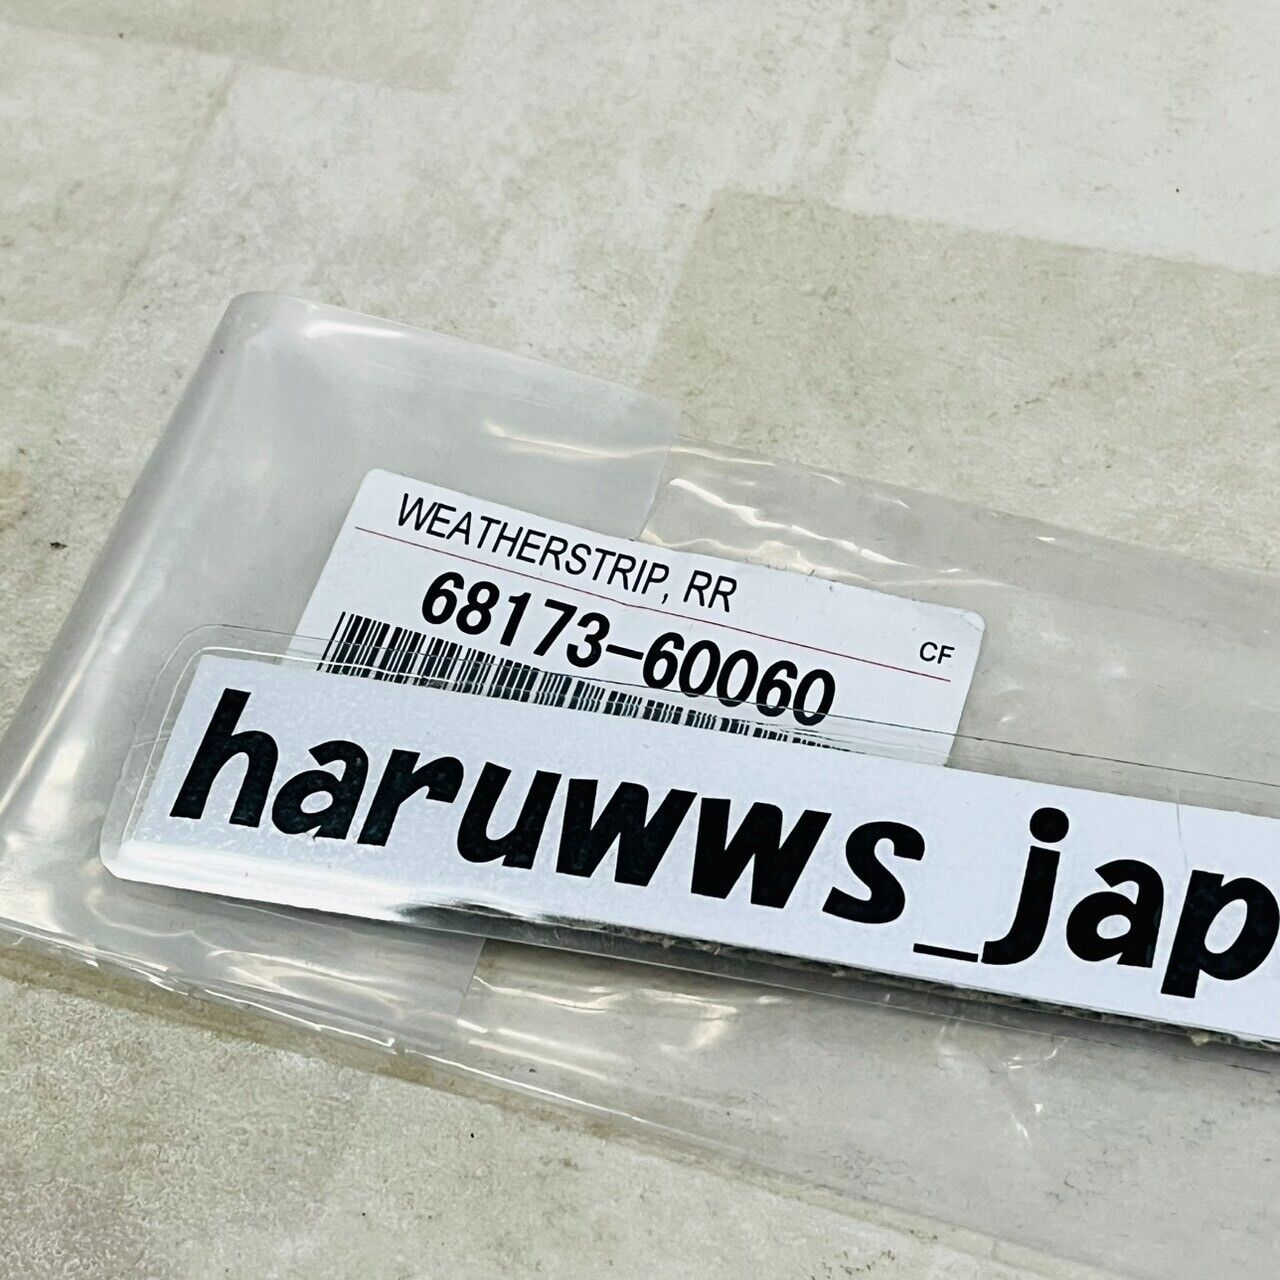 WEATHERSTRIP, RR
68173-60060
CF
haruwws_jap